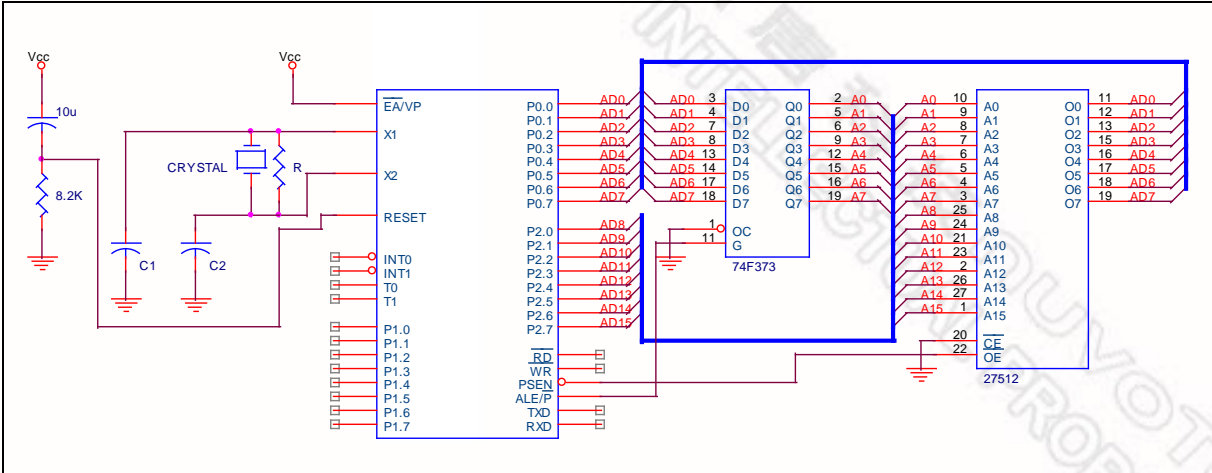 Vcc
10u
8.2K
C1
C2
CRYSTAL
R
Vcc
EA/VP
X1
X2
RESET
INT0
INT1
T0
T1
P1.0
P1.1
P1.2
P1.3
P1.4
P1.5
P1.6
P1.7
P0.0 AD0
P0.1 AD1
P0.2 AD2
P0.3 AD3
P0.4 AD4
P0.5 AD5
P0.6 AD6
P0.7 AD7
P2.0 AD8
P2.1 AD9
P2.2 AD10
P2.3 AD11
P2.4 AD12
P2.5 AD13
P2.6 AD14
P2.7 AD15
RD
WR
PSEN
ALE/P
TXD
RXD
AD0 3 D0 Q0 2 A0
AD1 4 D1 Q1 5 A1
AD2 7 D2 Q2 6 A2
AD3 8 D3 Q3 9 A3
AD4 13 D4 Q4 12 A4
AD5 14 D5 Q5 15 A5
AD6 17 D6 Q6 16 A6
AD7 18 D7 Q7 19 A7
1 OC
11 G
74F373
A0 10 A0 O0 11 AD0
A1 9 A1 O1 12 AD1
A2 8 A2 O2 13 AD2
A3 7 A3 O3 15 AD3
A4 6 A4 O4 16 AD4
A5 5 A5 O5 17 AD5
A6 4 A6 O6 18 AD6
A7 3 A7 O7 19 AD7
A8 25 A8
A9 24 A9
A10 21 A10
A11 23 A11
A12 2 A12
A13 26 A13
A14 27 A14
A15 1 A15
20 CE
22 OE
27512